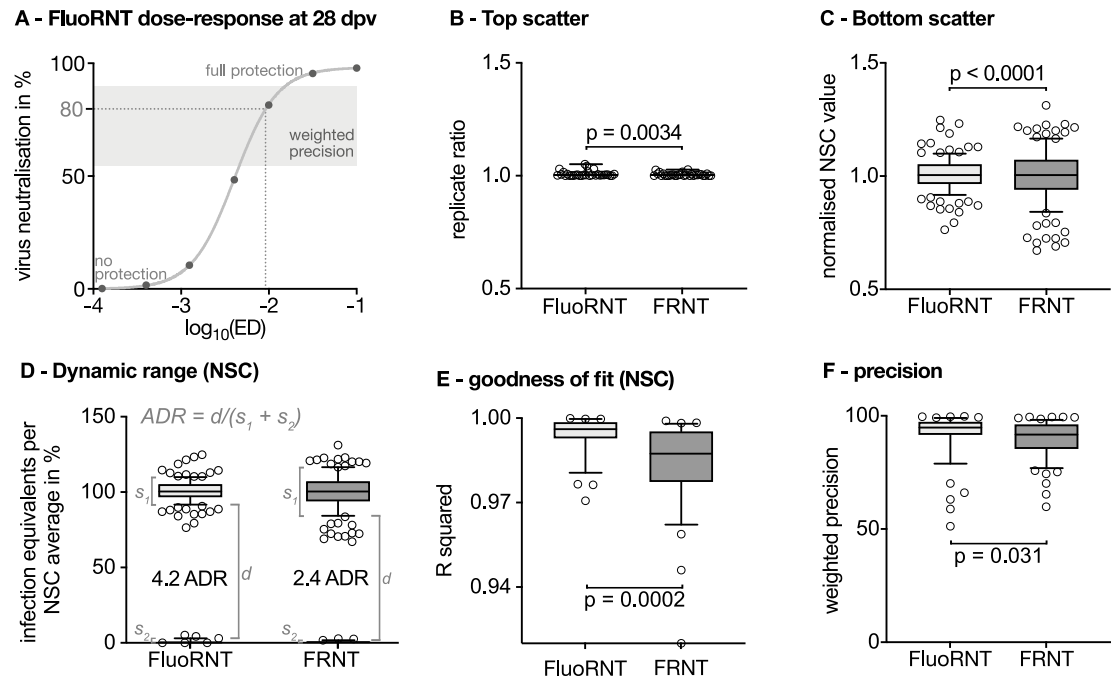 A - FluoRNT dose-response at 28 dpv
virus neutralisation in %
100
80
50
0
full protection
weighted
precision
no
protection
−4
−3
−2
−1
log10(ED)
B - Top scatter
replicate ratio
1.5
1.0
0.5
p = 0.0034
FluoRNT
FRNT
C - Bottom scatter
normalised NSC value
1.5
1.0
0.5
p < 0.0001
FluoRNT
FRNT
D - Dynamic range (NSC)
infection equivalents per
NSC average in %
150
100
50
0
ADR = d/(s1 + s2)
s1
s1
d
d
4.2 ADR
2.4 ADR
s2
s2
FluoRNT
FRNT
E - goodness of fit (NSC)
R squared
1.00
0.97
0.94
p = 0.0002
FluoRNT
FRNT
F - precision
weighted precision
100
50
0
p = 0.031
FluoRNT
FRNT